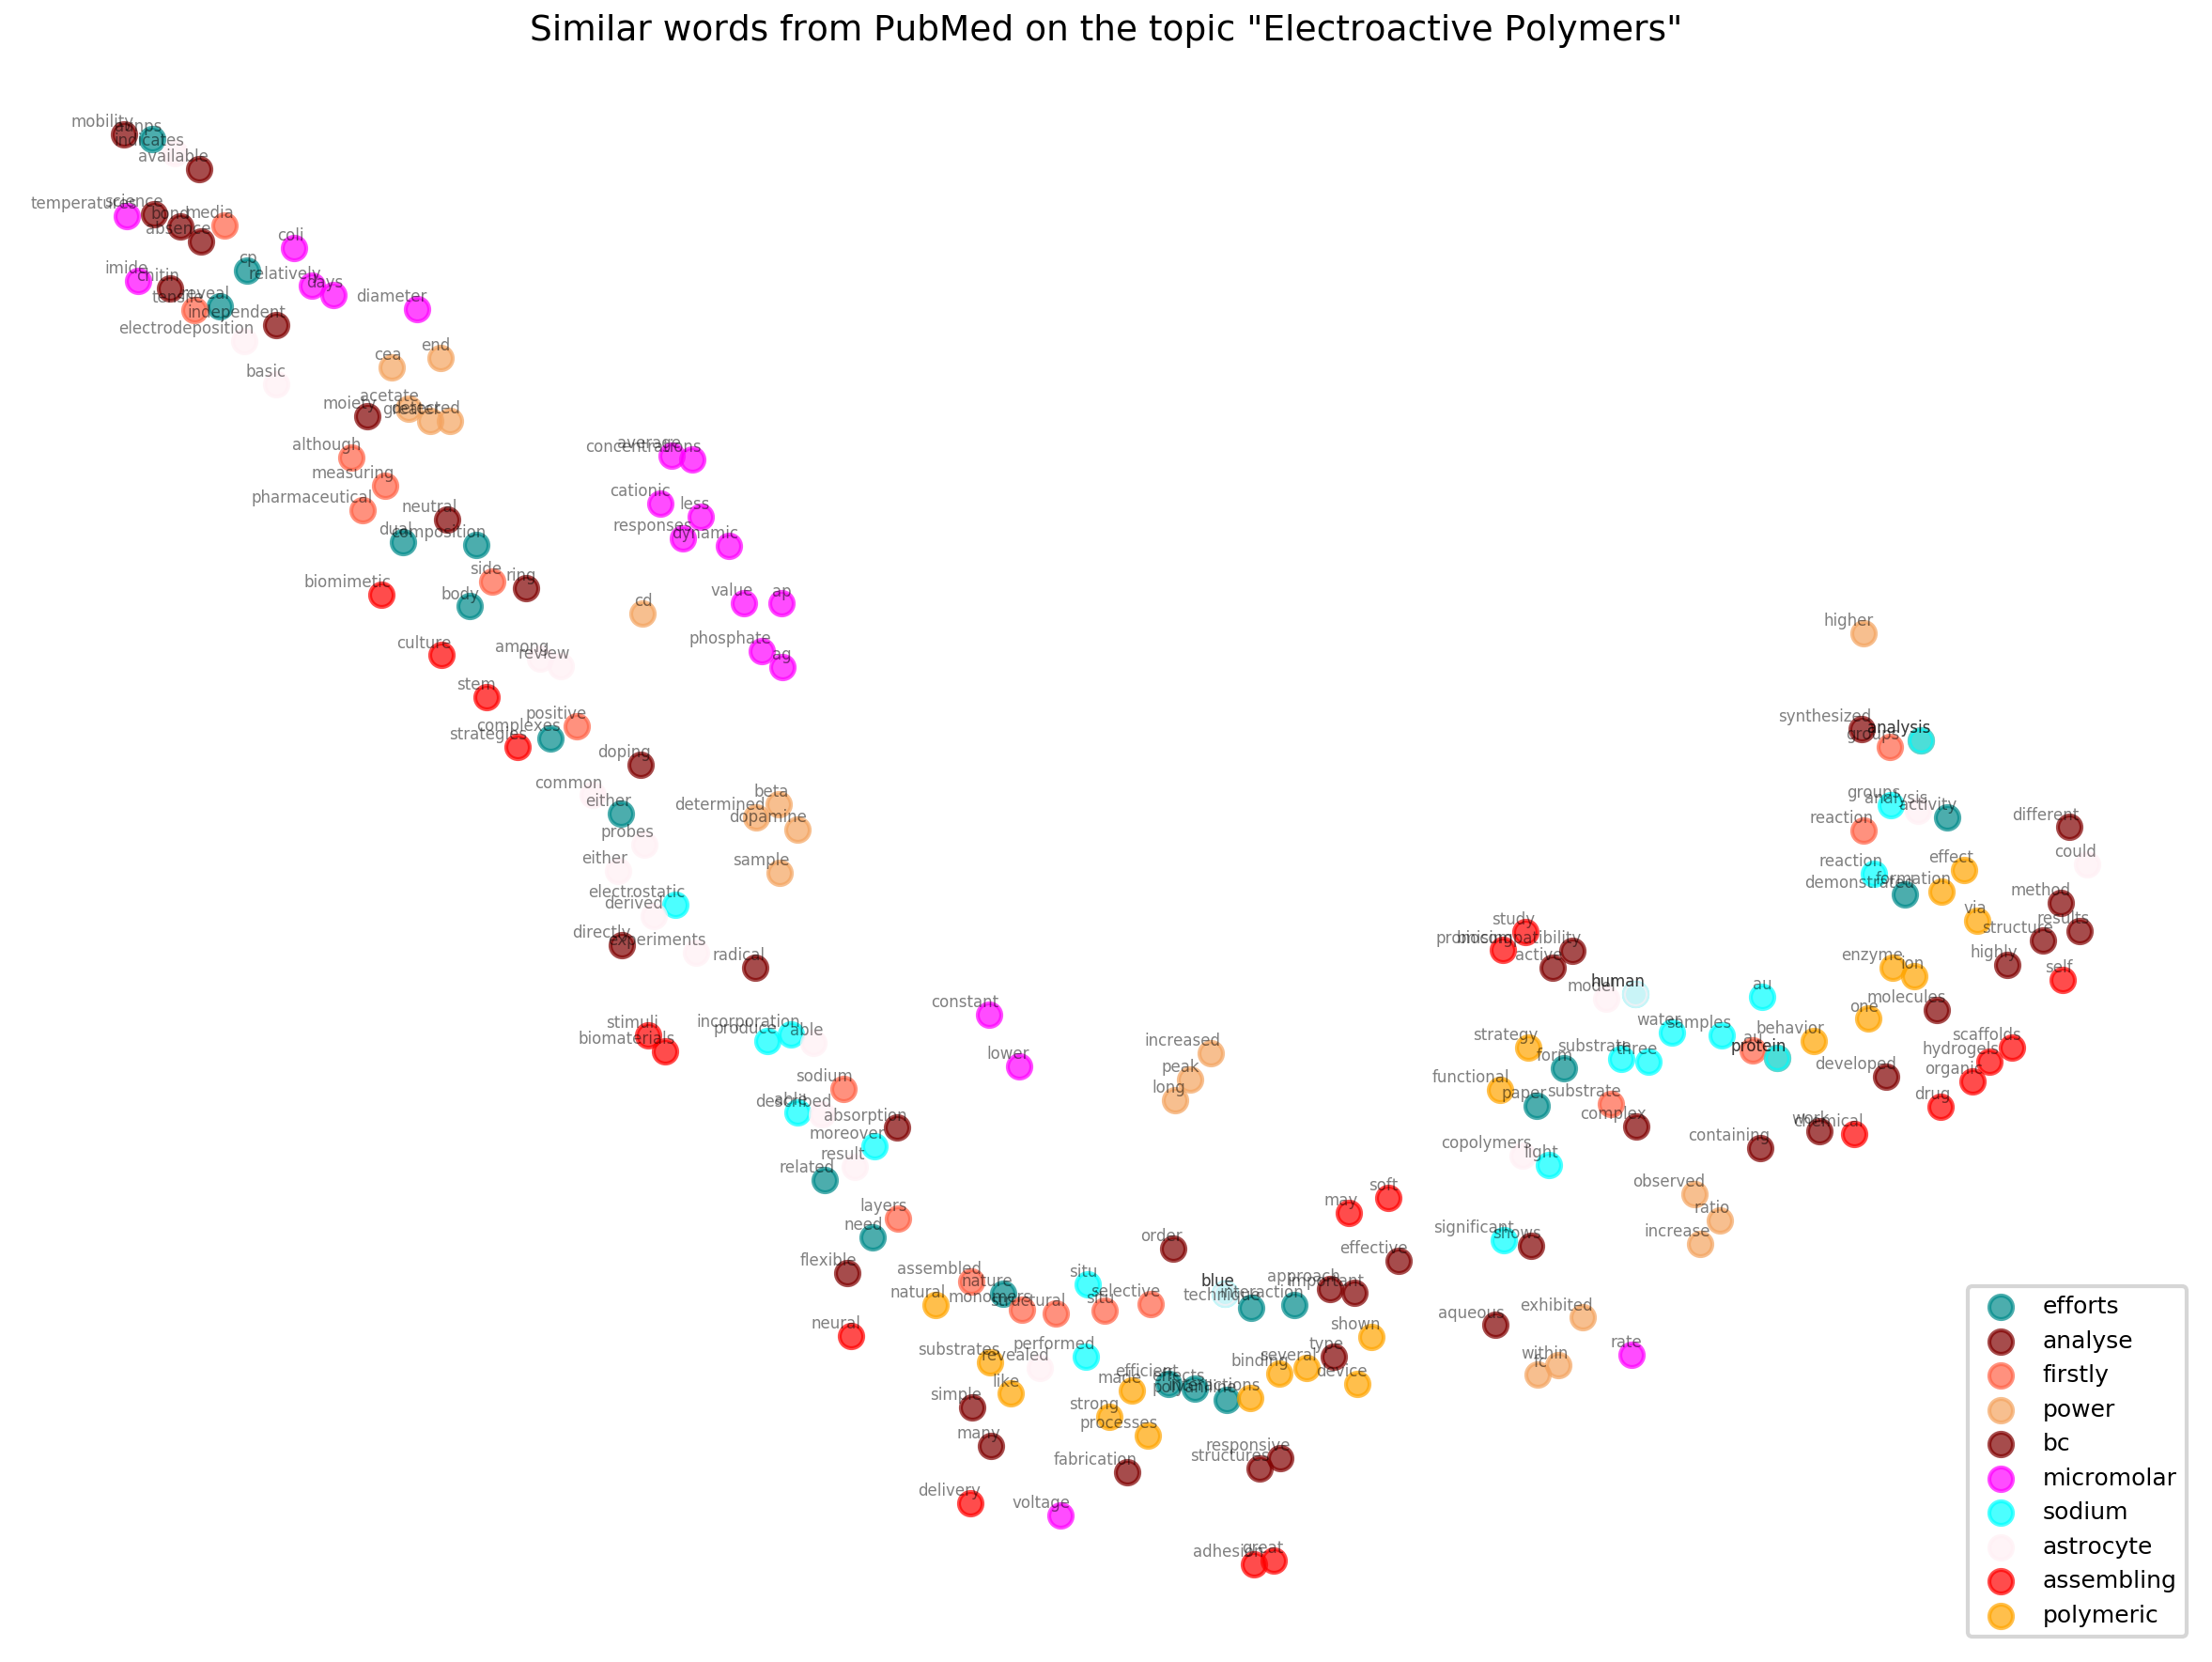 Similar words from PubMed on the topic "Electroactive Polymers"
mobility
indicates
available
temperatures
science
bond
media
absence
coli
cp
imide
chitin
relatively
days
tensile
reveal
diameter
independent
electrodeposition
end
cea
basic
acetate
moiety
greater
detected
although
average
concentrations
measuring
pharmaceutical
cationic
less
neutral
responses
dynamic
dual
composition
side
ring
biomimetic
body
cd
value
ap
higher
culture
among
review
phosphate
ag
stem
positive
complexes
strategies
synthesized
analysis
groups
doping
common
either
beta
determined
dopamine
groups
analysis
activity
reaction
different
probes
either
sample
reaction
effect
could
demonstrated
formation
electrostatic
derived
method
via
results
structure
study
directly
experiments
promising
biocompatibility
radical
active
enzyme
ion
highly
self
human
model
au
molecules
constant
one
stimuli
biomaterials
incorporation
produce
able
water
samples
behavior
strategy
increased
lower
form
substrate
three
au
protein
scaffolds
hydrogels
developed
organic
peak
long
sodium
functional
paper
substrate
drug
able
described
absorption
complex
work
chemical
moreover
copolymers
light
containing
result
related
observed
layers
may
soft
ratio
need
order
significant
shows
increase
flexible
effective
assembled
nature
situ
blue
approach
important
natural
monomers
structural
situ
selective
technique
interaction
neural
aqueous
exhibited
shown
substrates
revealed
performed
type
rate
like
made
efficient
effects
polyaniline
interactions
binding
several
device
within
ic
simple
strong
processes
many
fabrication
structures
responsive
delivery
voltage
adhesion
great
efforts
analyse
firstly
power
bc
micromolar
sodium
astrocyte
assembling
polymeric